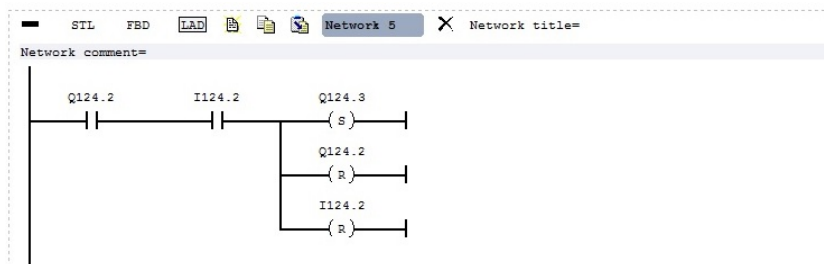 STL FBD LAD Network 5 Network title=
Network comment=
Q124.2 I124.2 Q124.3
S
Q124.2
R
I124.2
R